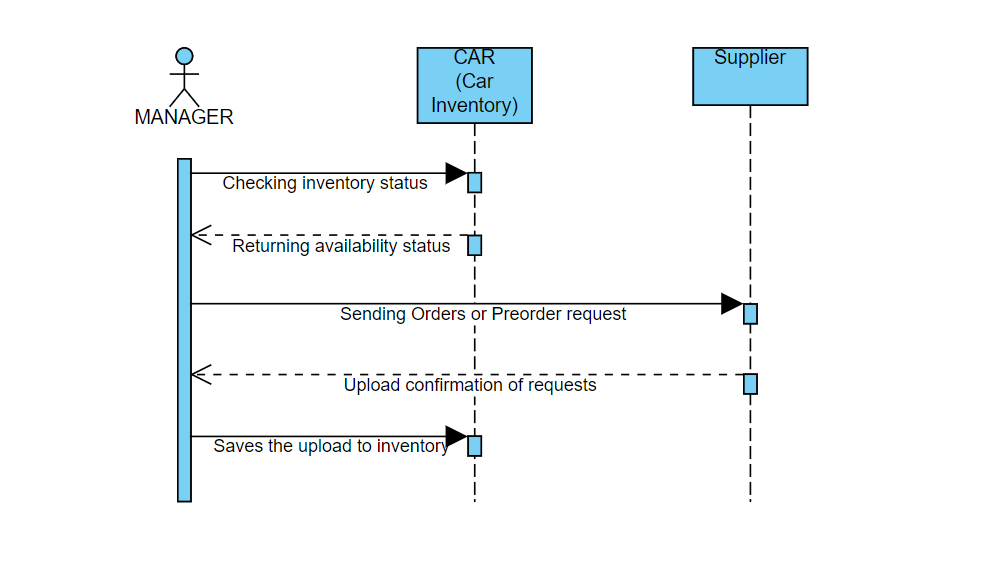 MANAGER
CAR
(Car
Inventory)
Supplier
Checking inventory status
Returning availability status
Sending Orders or Preorder request
Upload confirmation of requests
Saves the upload to inventory